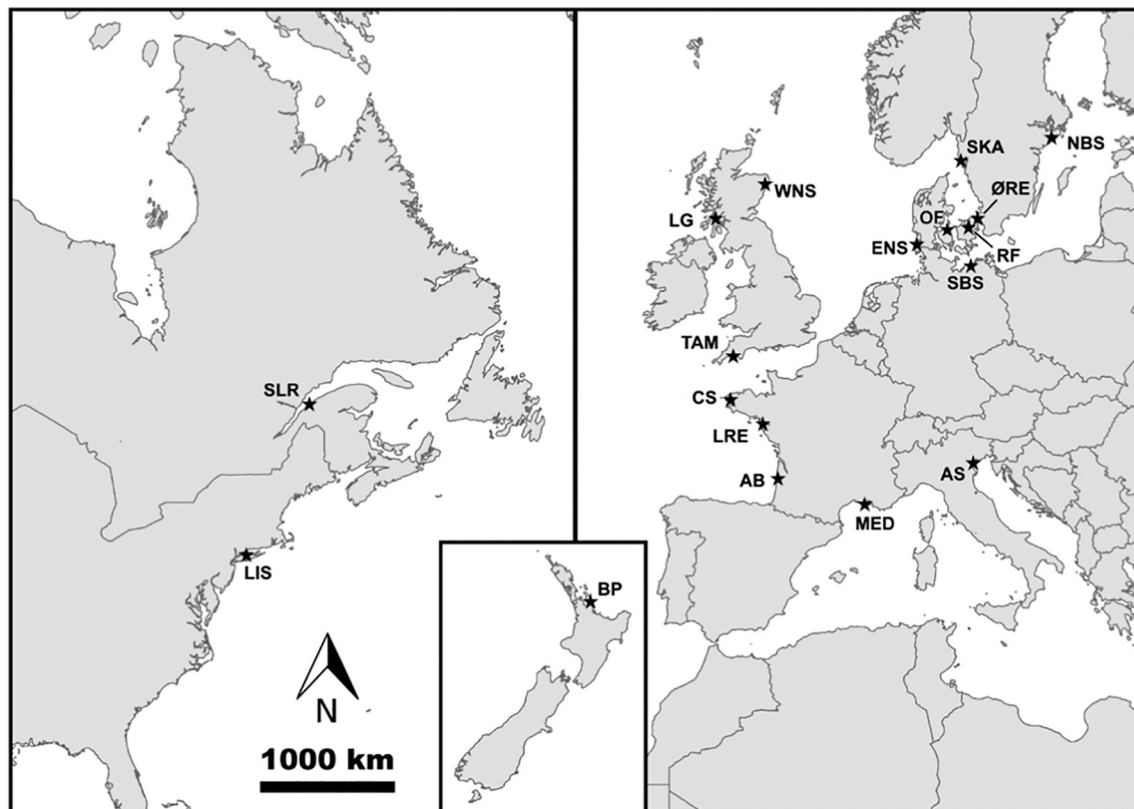 SLR
LIS
N
1000 km
BP
SKA
NBS
WNS
ØRE
LG
OF
ENS
RF
SBS
TAM
CS
LRE
AB
AS
MED